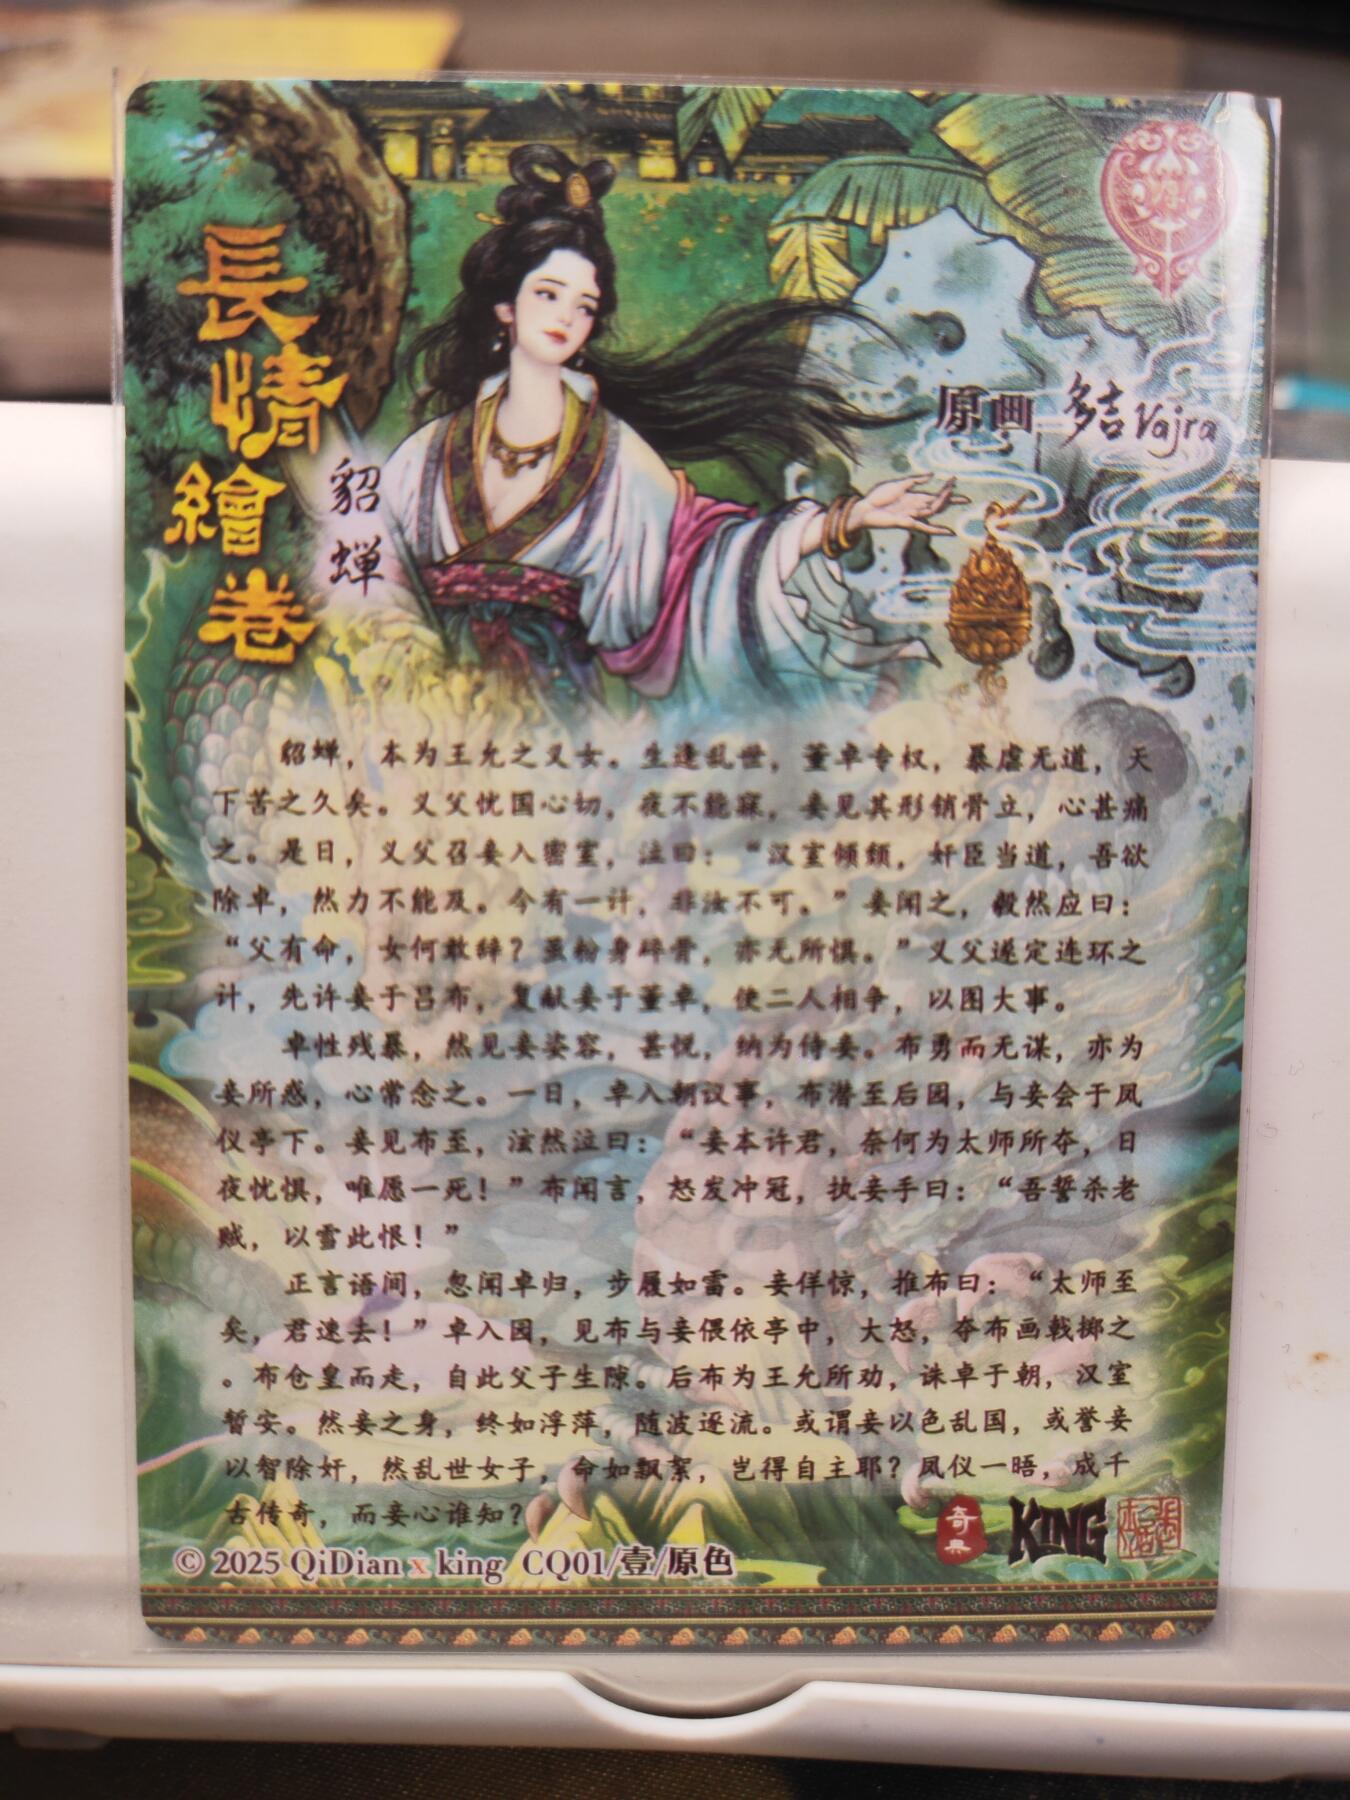 長情繪卷
貂蝉
原画 多吉 Vajra
貂蝉，本为王允之义女。生逢乱世，董卓专权，暴虐无道，天
下苦之久矣。义父忧国心切，夜不能寐，妾见其形销骨立，心甚痛
之。是日，义父召妾入密室，泣曰：“汉室倾颓，奸臣当道，吾欲
除卓，然力不能及。今有一计，非汝不可。”妾闻之，毅然应曰：
“父有命，女何敢辞？虽粉身碎骨，亦无所惧。”义父遂定连环之
计，先许妾于吕布，复献妾于董卓，使二人相争，以图大事。
卓性残暴，然见妾姿容，甚悦，纳为侍妾。布勇而无谋，亦为
妾所惑，心常念之。一日，卓入朝议事，布潜至后园，与妾会于凤
仪亭下。妾见布至，泫然泣曰：“妾本许君，奈何为太师所夺，日
夜忧惧，唯愿一死！”布闻言，怒发冲冠，执妾手曰：“吾誓杀老
贼，以雪此恨！”
正言语间，忽闻卓归，步履如雷。妾佯惊，推布曰：“太师至
矣，君速去！”卓入园，见布与妾偎依亭中，大怒，夺布画戟掷之
。布仓皇而走，自此父子生隙。后布为王允所劝，诛卓于朝，汉室
暂安。然妾之身，终如浮萍，随波逐流。或谓妾以色乱国，或誉妾
以智除奸，然乱世女子，命如飘絮，岂得自主耶？凤仪一晤，成千
古传奇，而妾心谁知？
奇典 KING
© 2025 QiDian x king CQ01/壹/原色